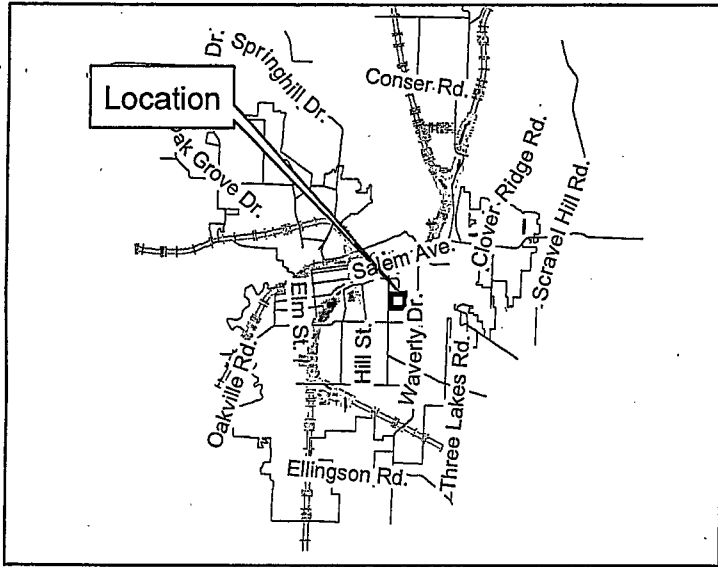 Dr.
Springhill Dr.
Conser Rd.
Location
Oak Grove Dr.
Clover Ridge Rd.
Scravel Hill Rd.
Salem Ave.
Elm St.
Hill St.
Waverly Dr.
Oakville Rd.
Three Lakes Rd.
Ellingson Rd.